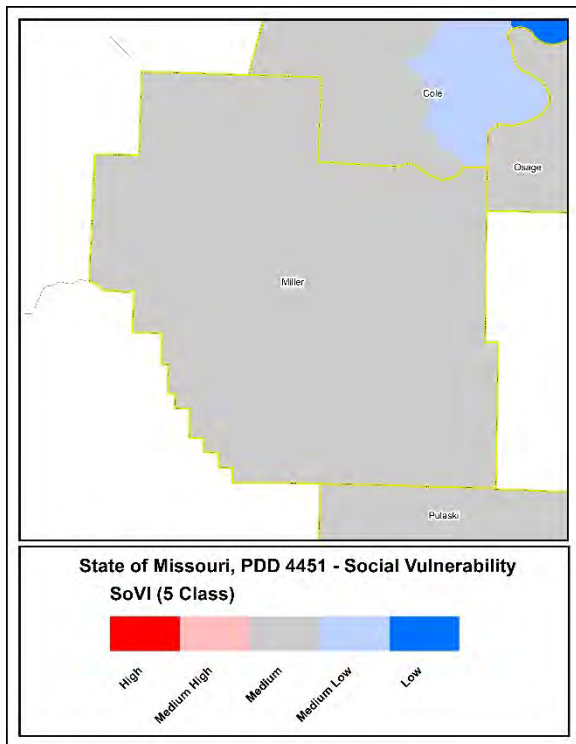 Cole
Osage
Miller
Pulaski
State of Missouri, PDD 4451 - Social Vulnerability
SoVI (5 Class)
High
Medium High
Medium
Medium Low
Low